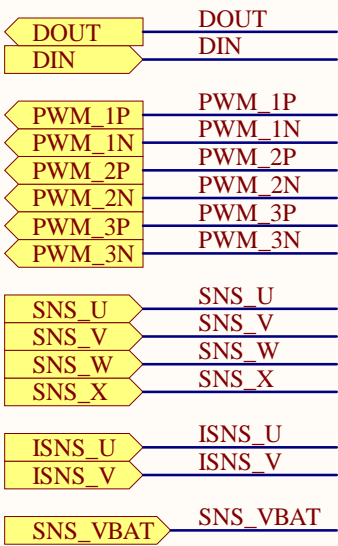 DOUT DOUT
DIN DIN
PWM_1P PWM_1P
PWM_1N PWM_1N
PWM_2P PWM_2P
PWM_2N PWM_2N
PWM_3P PWM_3P
PWM_3N PWM_3N
SNS_U SNS_U
SNS_V SNS_V
SNS_W SNS_W
SNS_X SNS_X
ISNS_U ISNS_U
ISNS_V ISNS_V
SNS_VBAT SNS_VBAT